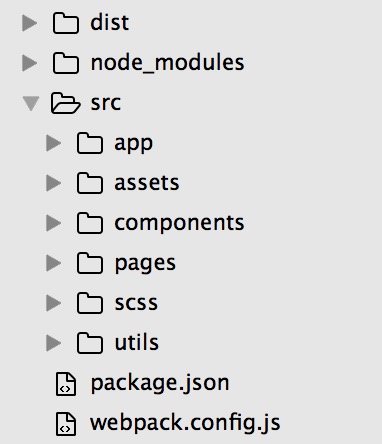 dist
node_modules
src
app
assets
components
pages
scss
utils
package.json
webpack.config.js